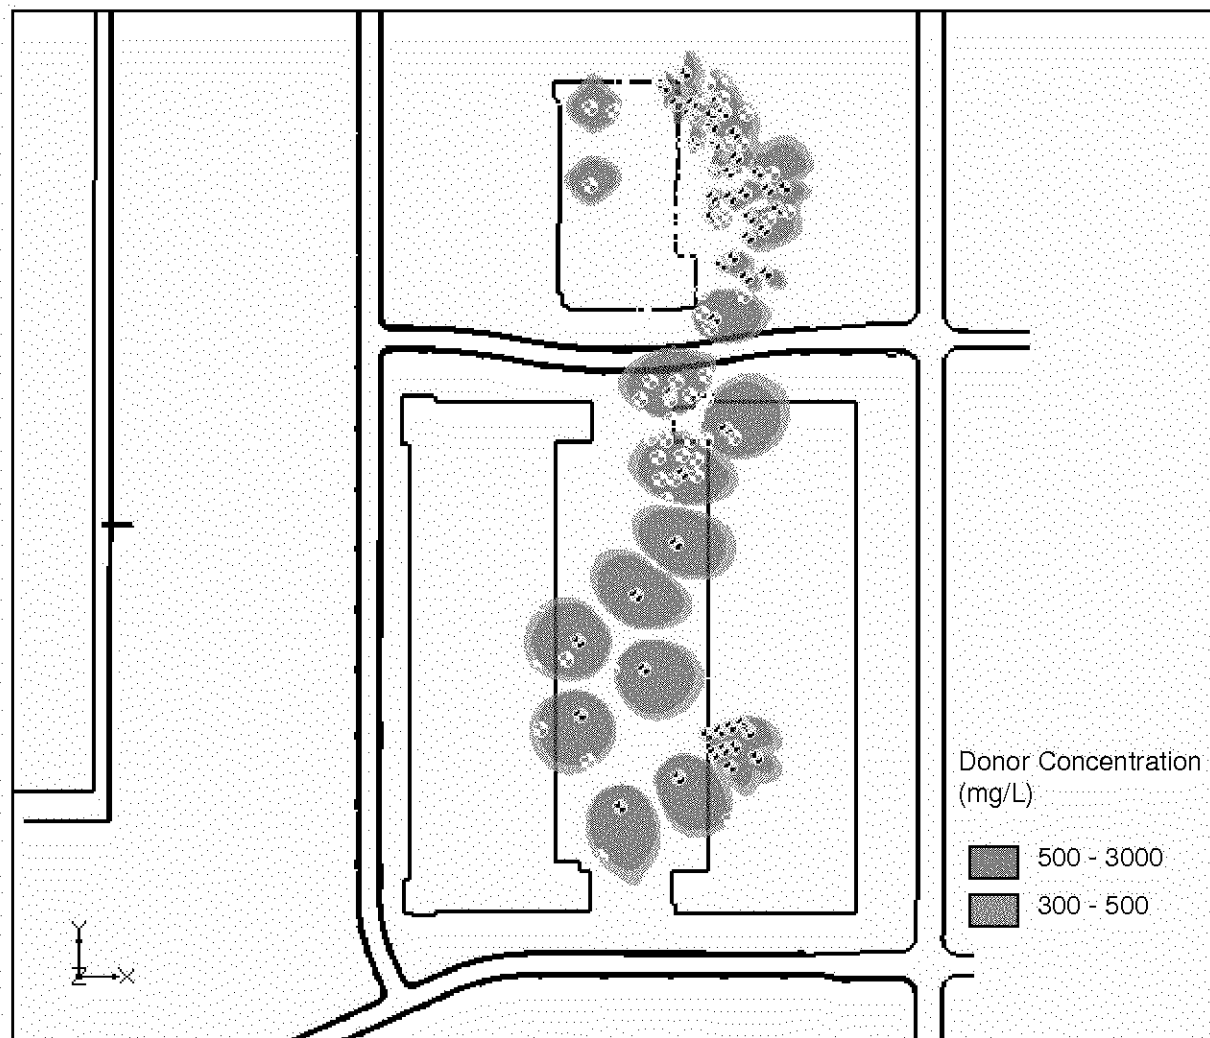 Donor Concentration
(mg/L)
500 - 3000
300 - 500
Y
Z
X